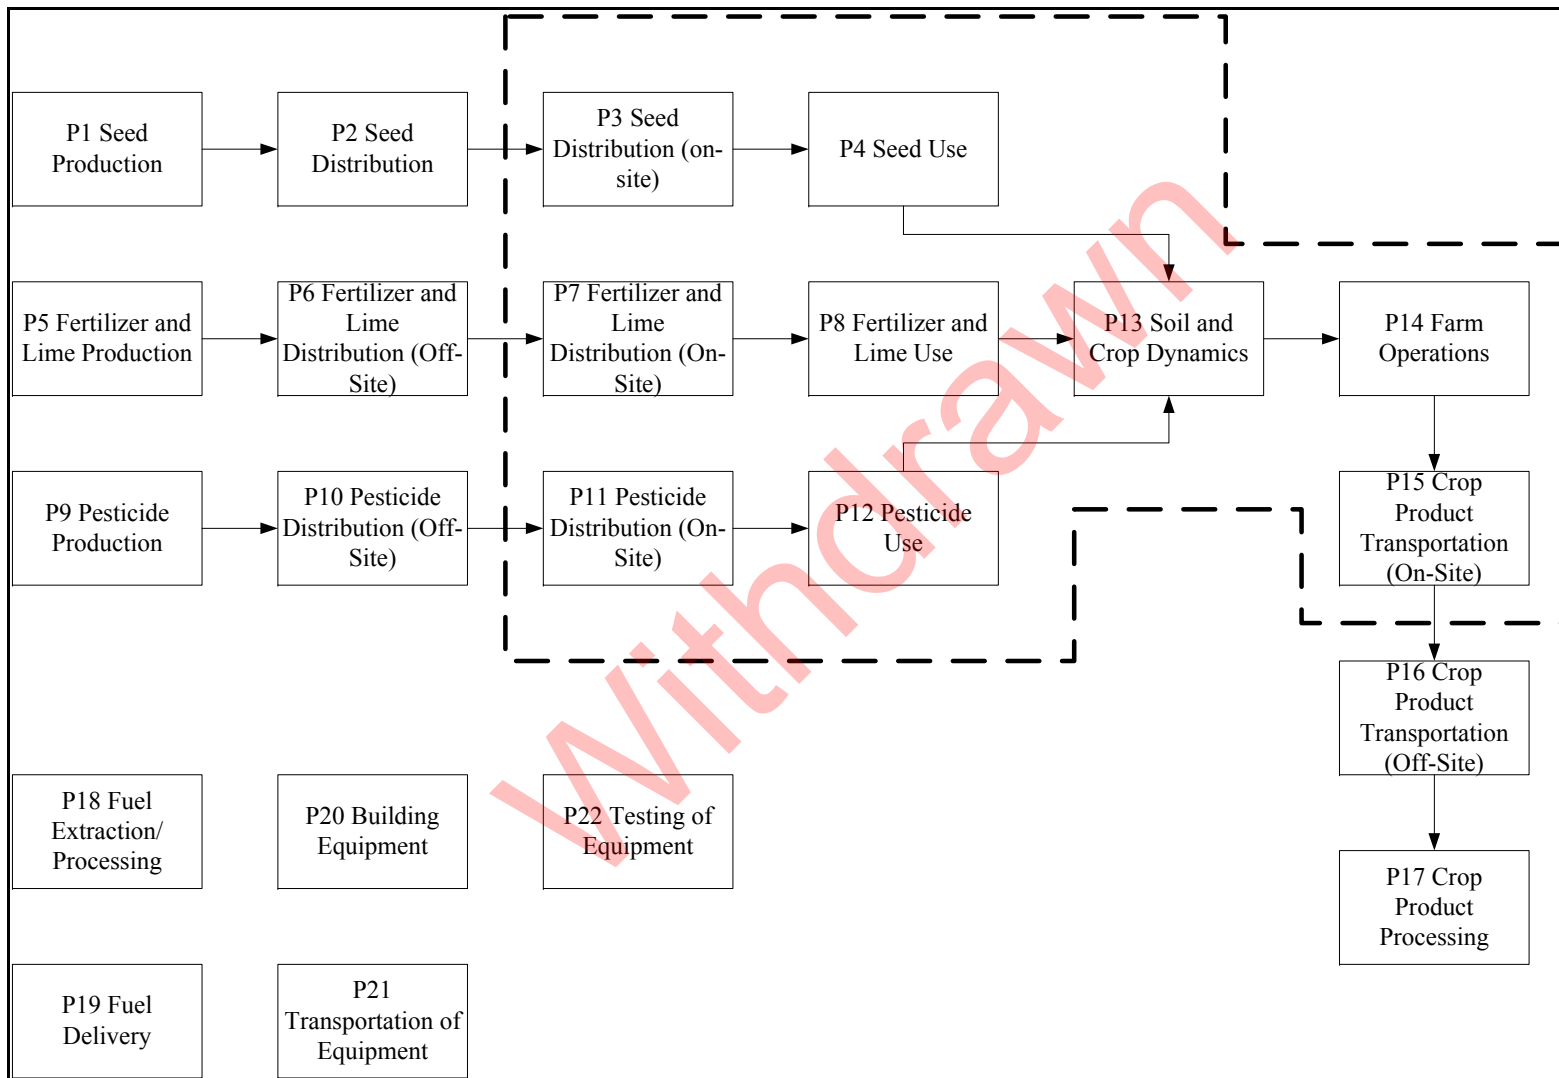 P1 Seed
Production
P2 Seed
Distribution
P3 Seed
Distribution (on-
site)
P4 Seed Use
P5 Fertilizer and
Lime Production
P6 Fertilizer and
Lime
Distribution (Off-
Site)
P7 Fertilizer and
Lime
Distribution (On-
Site)
P8 Fertilizer and
Lime Use
P13 Soil and
Crop Dynamics
P14 Farm
Operations
P9 Pesticide
Production
P10 Pesticide
Distribution (Off-
Site)
P11 Pesticide
Distribution (On-
Site)
P12 Pesticide
Use
P15 Crop
Product
Transportation
(On-Site)
P16 Crop
Product
Transportation
(Off-Site)
P18 Fuel
Extraction/
Processing
P20 Building
Equipment
P22 Testing of
Equipment
P17 Crop
Product
Processing
P19 Fuel
Delivery
P21
Transportation of
Equipment
Withdrawn